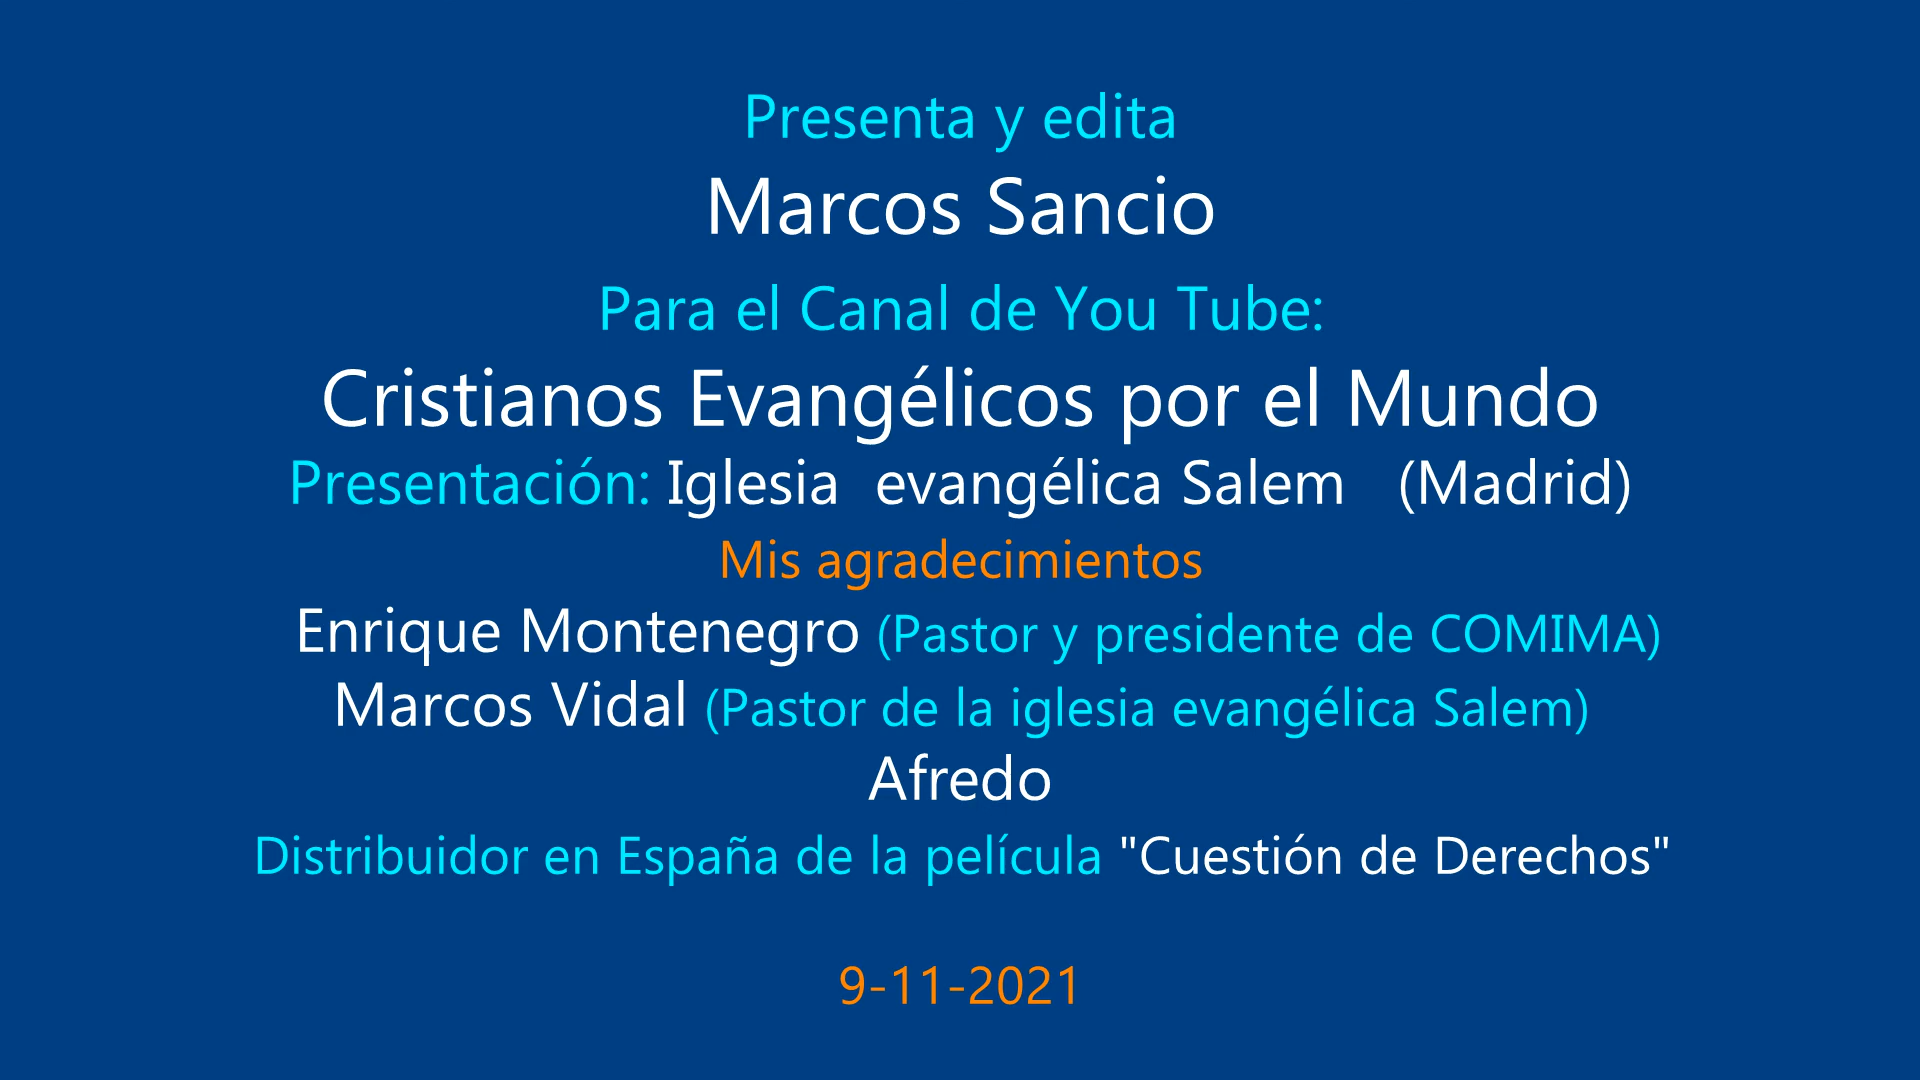 Presenta y edita
Marcos Sancio
Para el Canal de You Tube:
Cristianos Evangélicos por el Mundo
Presentación: Iglesia  evangélica Salem   (Madrid)
Mis agradecimientos
Enrique Montenegro (Pastor y presidente de COMIMA)
Marcos Vidal (Pastor de la iglesia evangélica Salem)
Afredo
Distribuidor en España de la película "Cuestión de Derechos"
9-11-2021